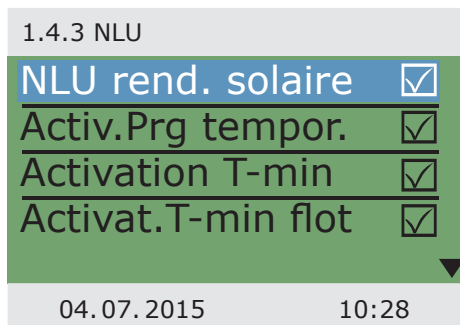 1.4.3 NLU
NLU rend. solaire ☑
Activ.Prg tempor. ☑
Activation T-min ☑
Activat.T-min flot ☑
04.07.2015 10:28